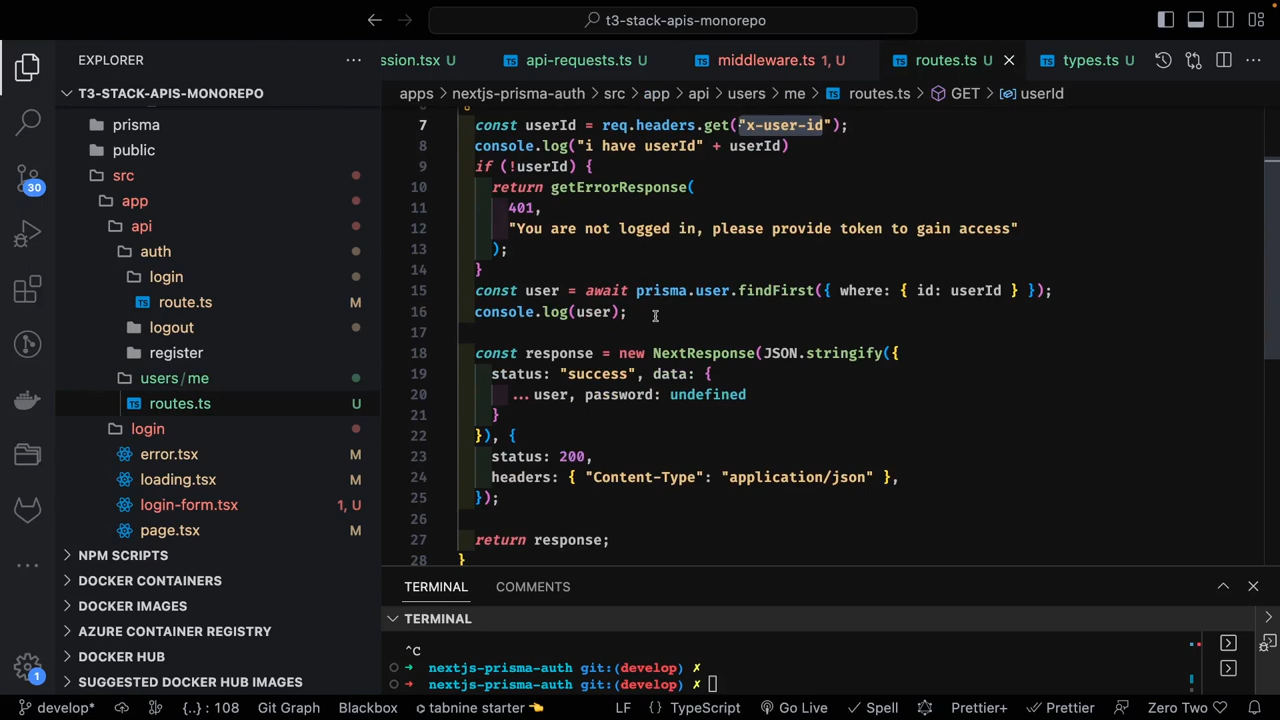 t3-stack-apis-monorepo
EXPLORER
ssion.tsx U
api-requests.ts U
middleware.ts 1, U
routes.ts U
types.ts U
T3-STACK-APIS-MONOREPO
apps > nextjs-prisma-auth > src > app > api > users > me > routes.ts > GET > userId
prisma
public
src
app
api
auth
login
route.ts M
logout
register
users/me
routes.ts U
login
error.tsx M
loading.tsx M
login-form.tsx 1, U
page.tsx M
NPM SCRIPTS
DOCKER CONTAINERS
DOCKER IMAGES
AZURE CONTAINER REGISTRY
DOCKER HUB
SUGGESTED DOCKER HUB IMAGES
30
1
7 const userId = req.headers.get("x-user-id");
8 console.log("i have userId" + userId)
9 if (!userId) {
10 return getErrorResponse(
11 401,
12 "You are not logged in, please provide token to gain access"
13 );
14 }
15 const user = await prisma.user.findFirst({ where: { id: userId } });
16 console.log(user);
17
18 const response = new NextResponse(JSON.stringify({
19 status: "success", data: {
20 ...user, password: undefined
21 }
22 }), {
23 status: 200,
24 headers: { "Content-Type": "application/json" },
25 });
26
27 return response;
28 }
TERMINAL
COMMENTS
TERMINAL
^C
➜ nextjs-prisma-auth git:(develop) ✗
➜ nextjs-prisma-auth git:(develop) ✗
develop*
{..} : 108
Git Graph
Blackbox
tabnine starter
LF
{} TypeScript
Go Live
✓ Spell
Prettier+
✓ Prettier
Zero Two